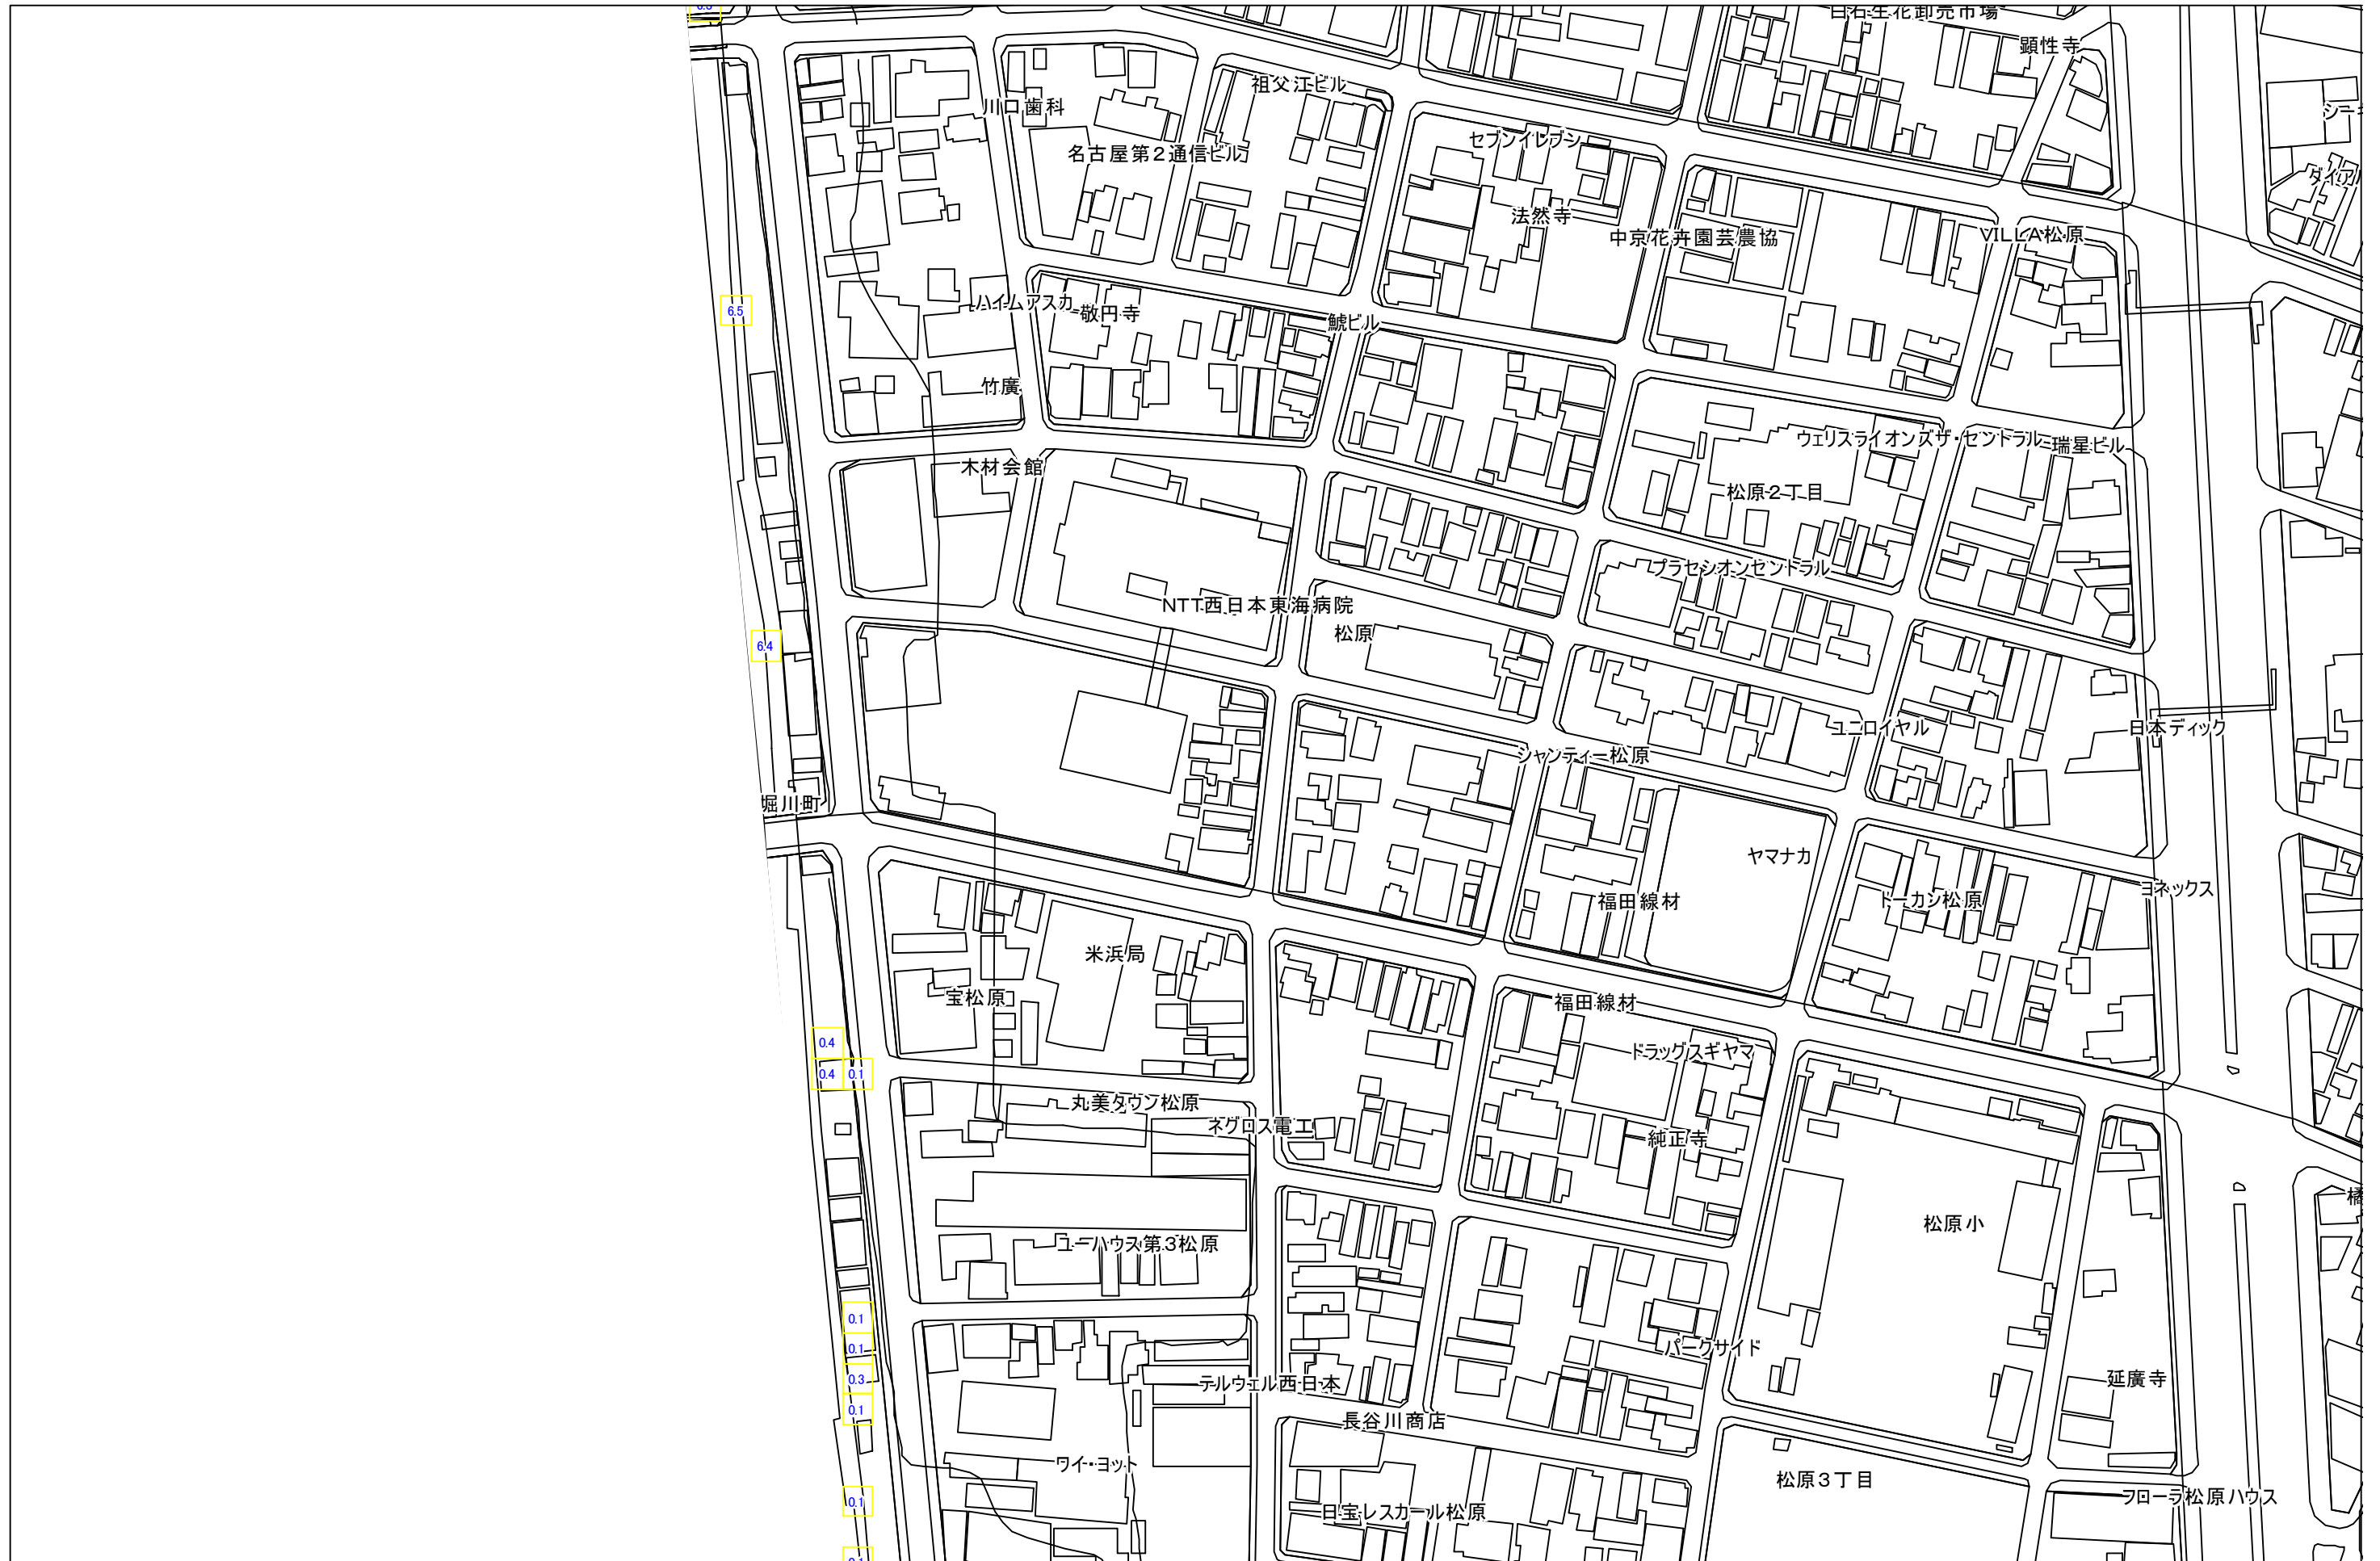 白石生花卸売市場
顕性寺
祖父江ビル
川口歯科
セブンイレブン
名古屋第2通信ビル
法然寺
中京花卉園芸農協
VILLA松原
ハイムアスカ
敬円寺
6.5
鯱ビル
竹廣
ウェリスライオンズザ・セントラル
瑞星ビル
木材会館
松原2丁目
プラセシオンセントラル
NTT西日本東海病院
松原
6.4
ユニロイヤル
日本ディック
シャンティー松原
堀川町
ヤマナカ
ヨネックス
福田線材
トーカン松原
米浜局
宝松原
福田線材
0.4
ドラッグスギヤマ
0.4
0.1
丸美タウン松原
ネグロス電工
純正寺
松原小
ユーハウス第3松原
0.1
0.1
パークサイド
0.3
テルウェル西日本
延廣寺
0.1
長谷川商店
ワイ・ヨット
松原3丁目
0.1
フローラ松原ハウス
日宝レスカール松原